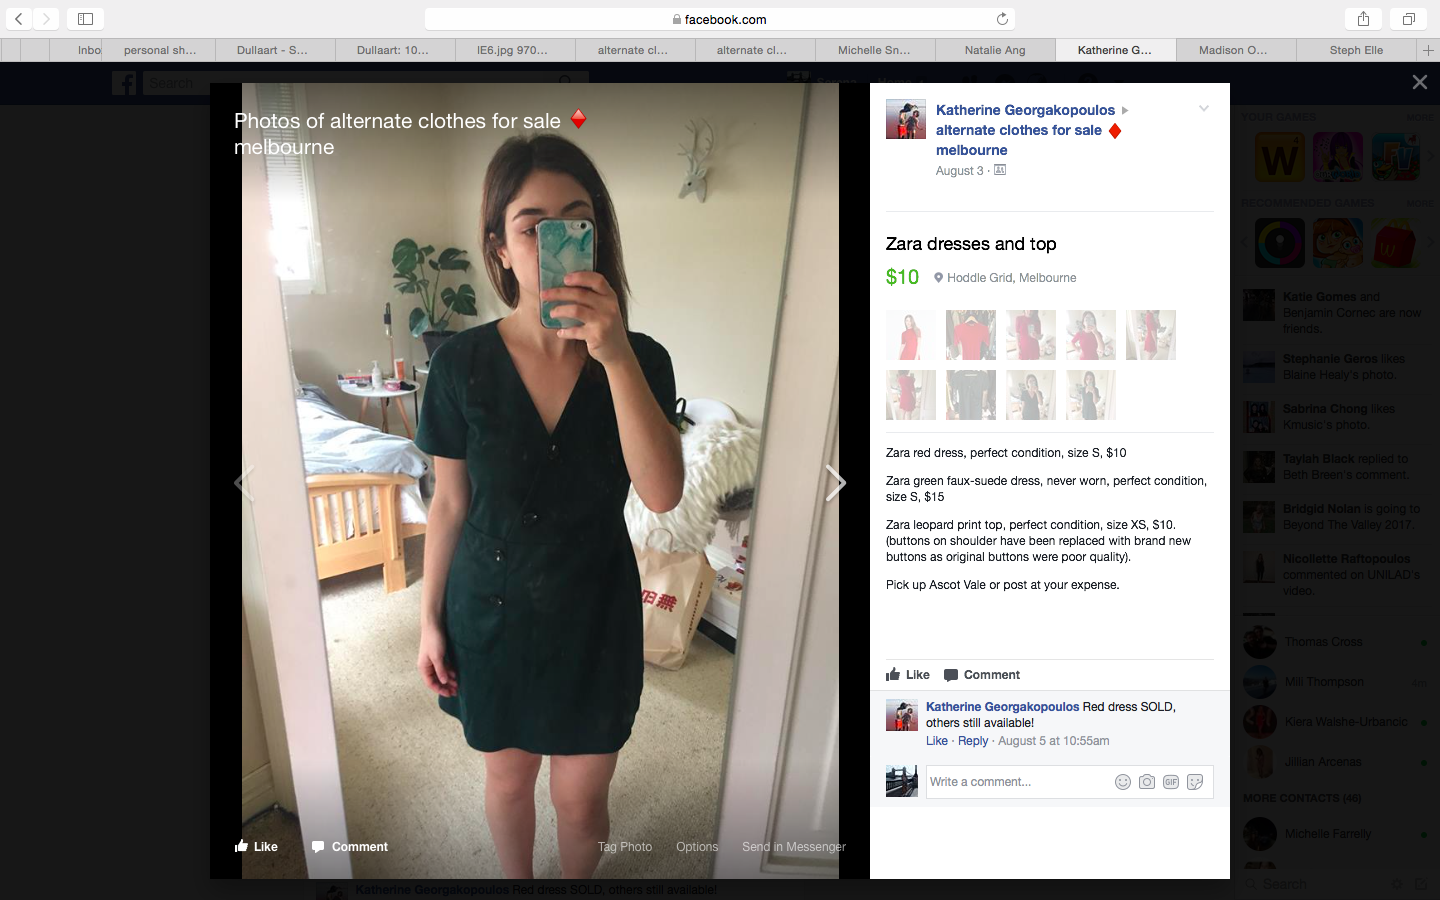 facebook.com
Inbo
personal sh...
Dullaart - S...
Dullaart: 10...
IE6.jpg 970...
alternate cl...
alternate cl...
Michelle Sn...
Natalie Ang
Katherine G...
Madison O...
Steph Elle
Search
Home
Photos of alternate clothes for sale
melbourne
Like
Comment
Tag Photo
Options
Send in Messenger
Katherine Georgakopoulos
alternate clothes for sale
melbourne
August 3 ·
Zara dresses and top
$10
Hoddle Grid, Melbourne
Zara red dress, perfect condition, size S, $10
Zara green faux-suede dress, never worn, perfect condition,
size S, $15
Zara leopard print top, perfect condition, size XS, $10.
(buttons on shoulder have been replaced with brand new
buttons as original buttons were poor quality).
Pick up Ascot Vale or post at your expense.
Like
Comment
Katherine Georgakopoulos Red dress SOLD,
others still available!
Like · Reply · August 5 at 10:55am
Write a comment...
GIF
YOUR GAMES
MORE
W
RECOMMENDED GAMES
MORE
Katie Gomes and
Benjamin Cornec are now
friends.
Stephanie Geros likes
Blaine Healy's photo.
Sabrina Chong likes
Kmusic's photo.
Taylah Black replied to
Beth Breen's comment.
Bridgid Nolan is going to
Beyond The Valley 2017.
Nicollette Raftopoulos
commented on UNILAD's
video.
Thomas Cross
Mili Thompson
Kiera Walshe-Urbancic
Jillian Arcenas
MORE CONTACTS (46)
Michelle Farrelly
Search
Katherine Georgakopoulos Red dress SOLD, others still available!